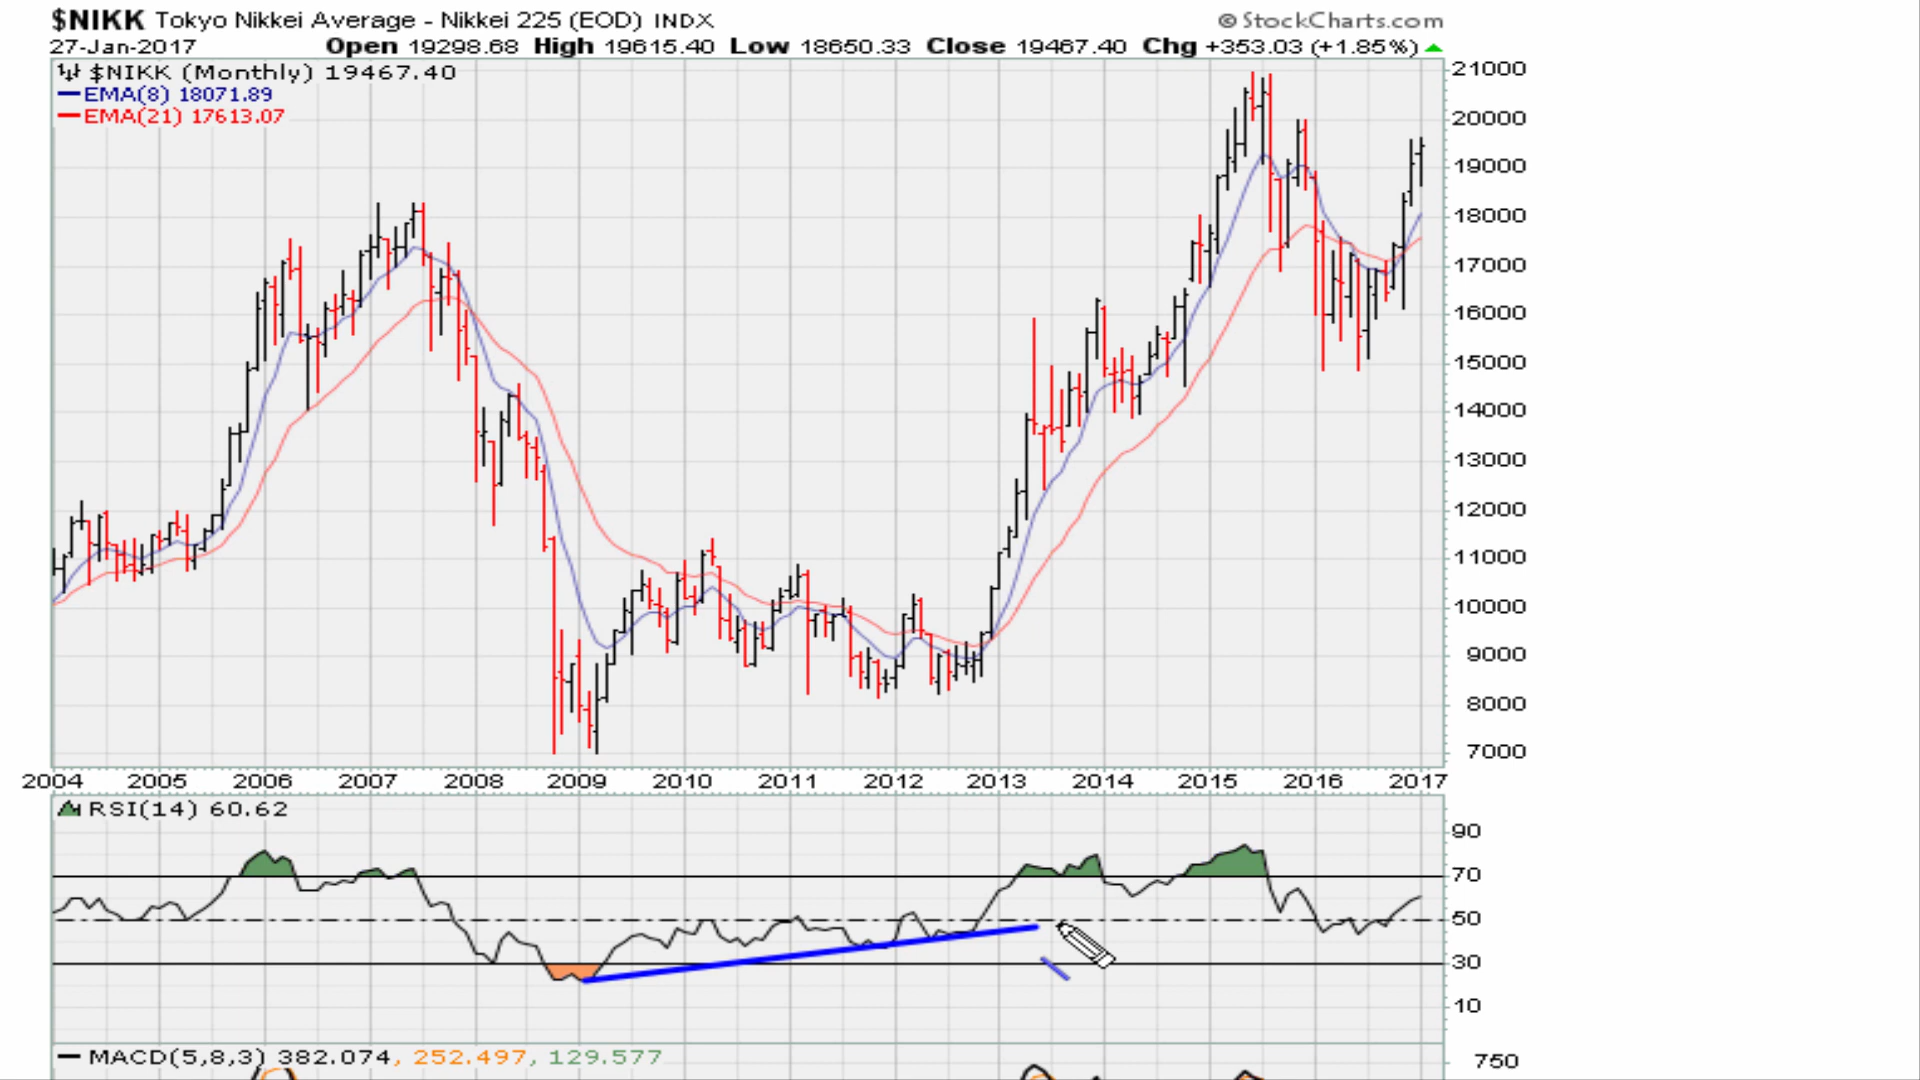 $NIKK Tokyo Nikkei Average - Nikkei 225 (EOD) INDX © StockCharts.com
27-Jan-2017 Open 19298.68 High 19615.40 Low 18650.33 Close 19467.40 Chg +353.03 (+1.85%)
$NIKK (Monthly) 19467.40
EMA(8) 18071.89
EMA(21) 17613.07
21000
20000
19000
18000
17000
16000
15000
14000
13000
12000
11000
10000
9000
8000
7000
2004 2005 2006 2007 2008 2009 2010 2011 2012 2013 2014 2015 2016 2017
RSI(14) 60.62
90
70
50
30
10
MACD(5,8,3) 382.074, 252.497, 129.577
750